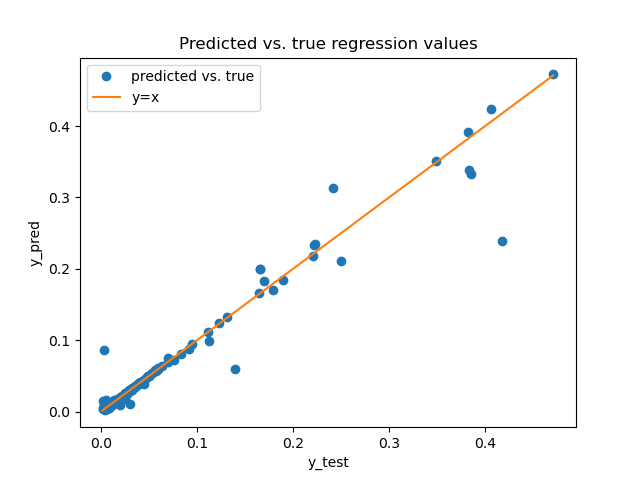 Predicted vs. true regression values
predicted vs. true
y=x
y_pred
0.4
0.3
0.2
0.1
0.0
0.0 0.1 0.2 0.3 0.4
y_test